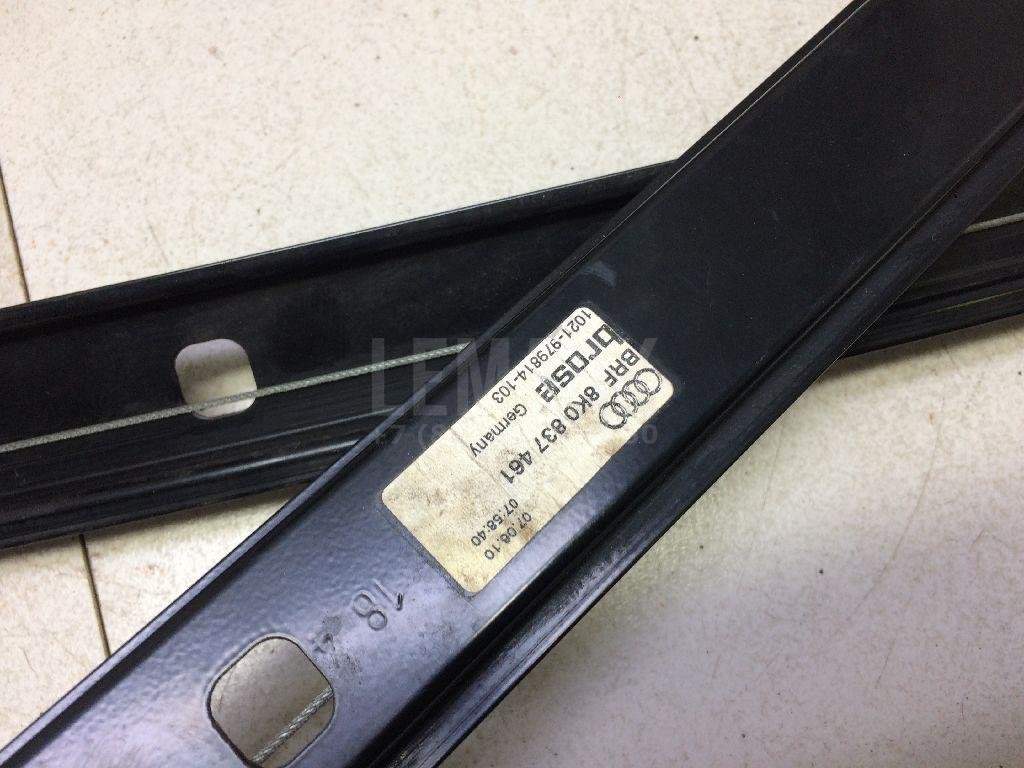 BRF 8K0 837 461
brose
Germany
1021-979814-103
07.06.10
07:58:40
18